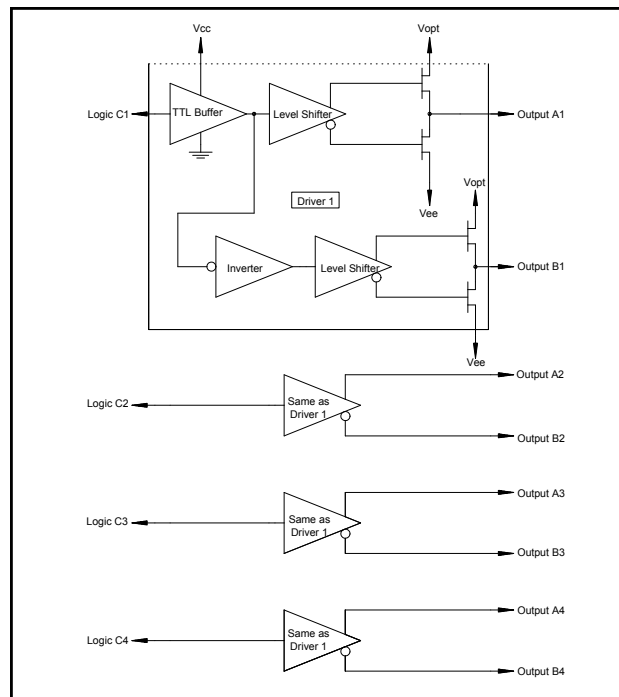 Vcc
Vopt
Logic C1
TTL Buffer
Level Shifter
Output A1
Driver 1
Vopt
Vee
Inverter
Level Shifter
Output B1
Vee
Output A2
Logic C2
Same as
Driver 1
Output B2
Output A3
Logic C3
Same as
Driver 1
Output B3
Output A4
Logic C4
Same as
Driver 1
Output B4